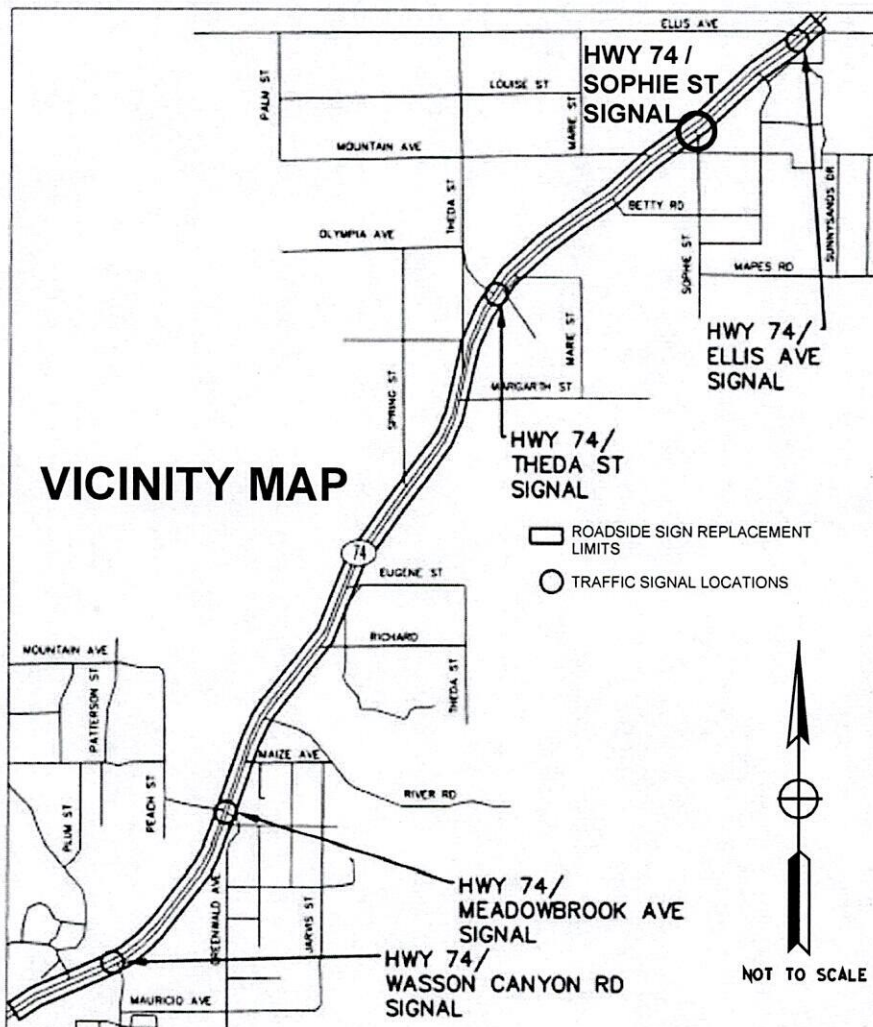 ELLIS AVE
HWY 74 /
SOPHIE ST
SIGNAL
PALM ST
LOUISE ST
MARIE ST
MOUNTAIN AVE
THEDA ST
BETTY RD
SUNNYSANDS DR
OLYMPIA AVE
SOPHIE ST
MAPES RD
HWY 74/
ELLIS AVE
SIGNAL
MARIE ST
SPRING ST
MARGARTH ST
HWY 74/
THEDA ST
SIGNAL
VICINITY MAP
ROADSIDE SIGN REPLACEMENT
LIMITS
74
TRAFFIC SIGNAL LOCATIONS
EUGENE ST
RICHARD
THEDA ST
MOUNTAIN AVE
PATTERSON ST
MAIZE AVE
PEACH ST
PLUM ST
RIVER RD
HWY 74/
MEADOWBROOK AVE
SIGNAL
GREENWALD AVE
JARVIS ST
HWY 74/
WASSON CANYON RD
SIGNAL
MAURICIO AVE
NOT TO SCALE